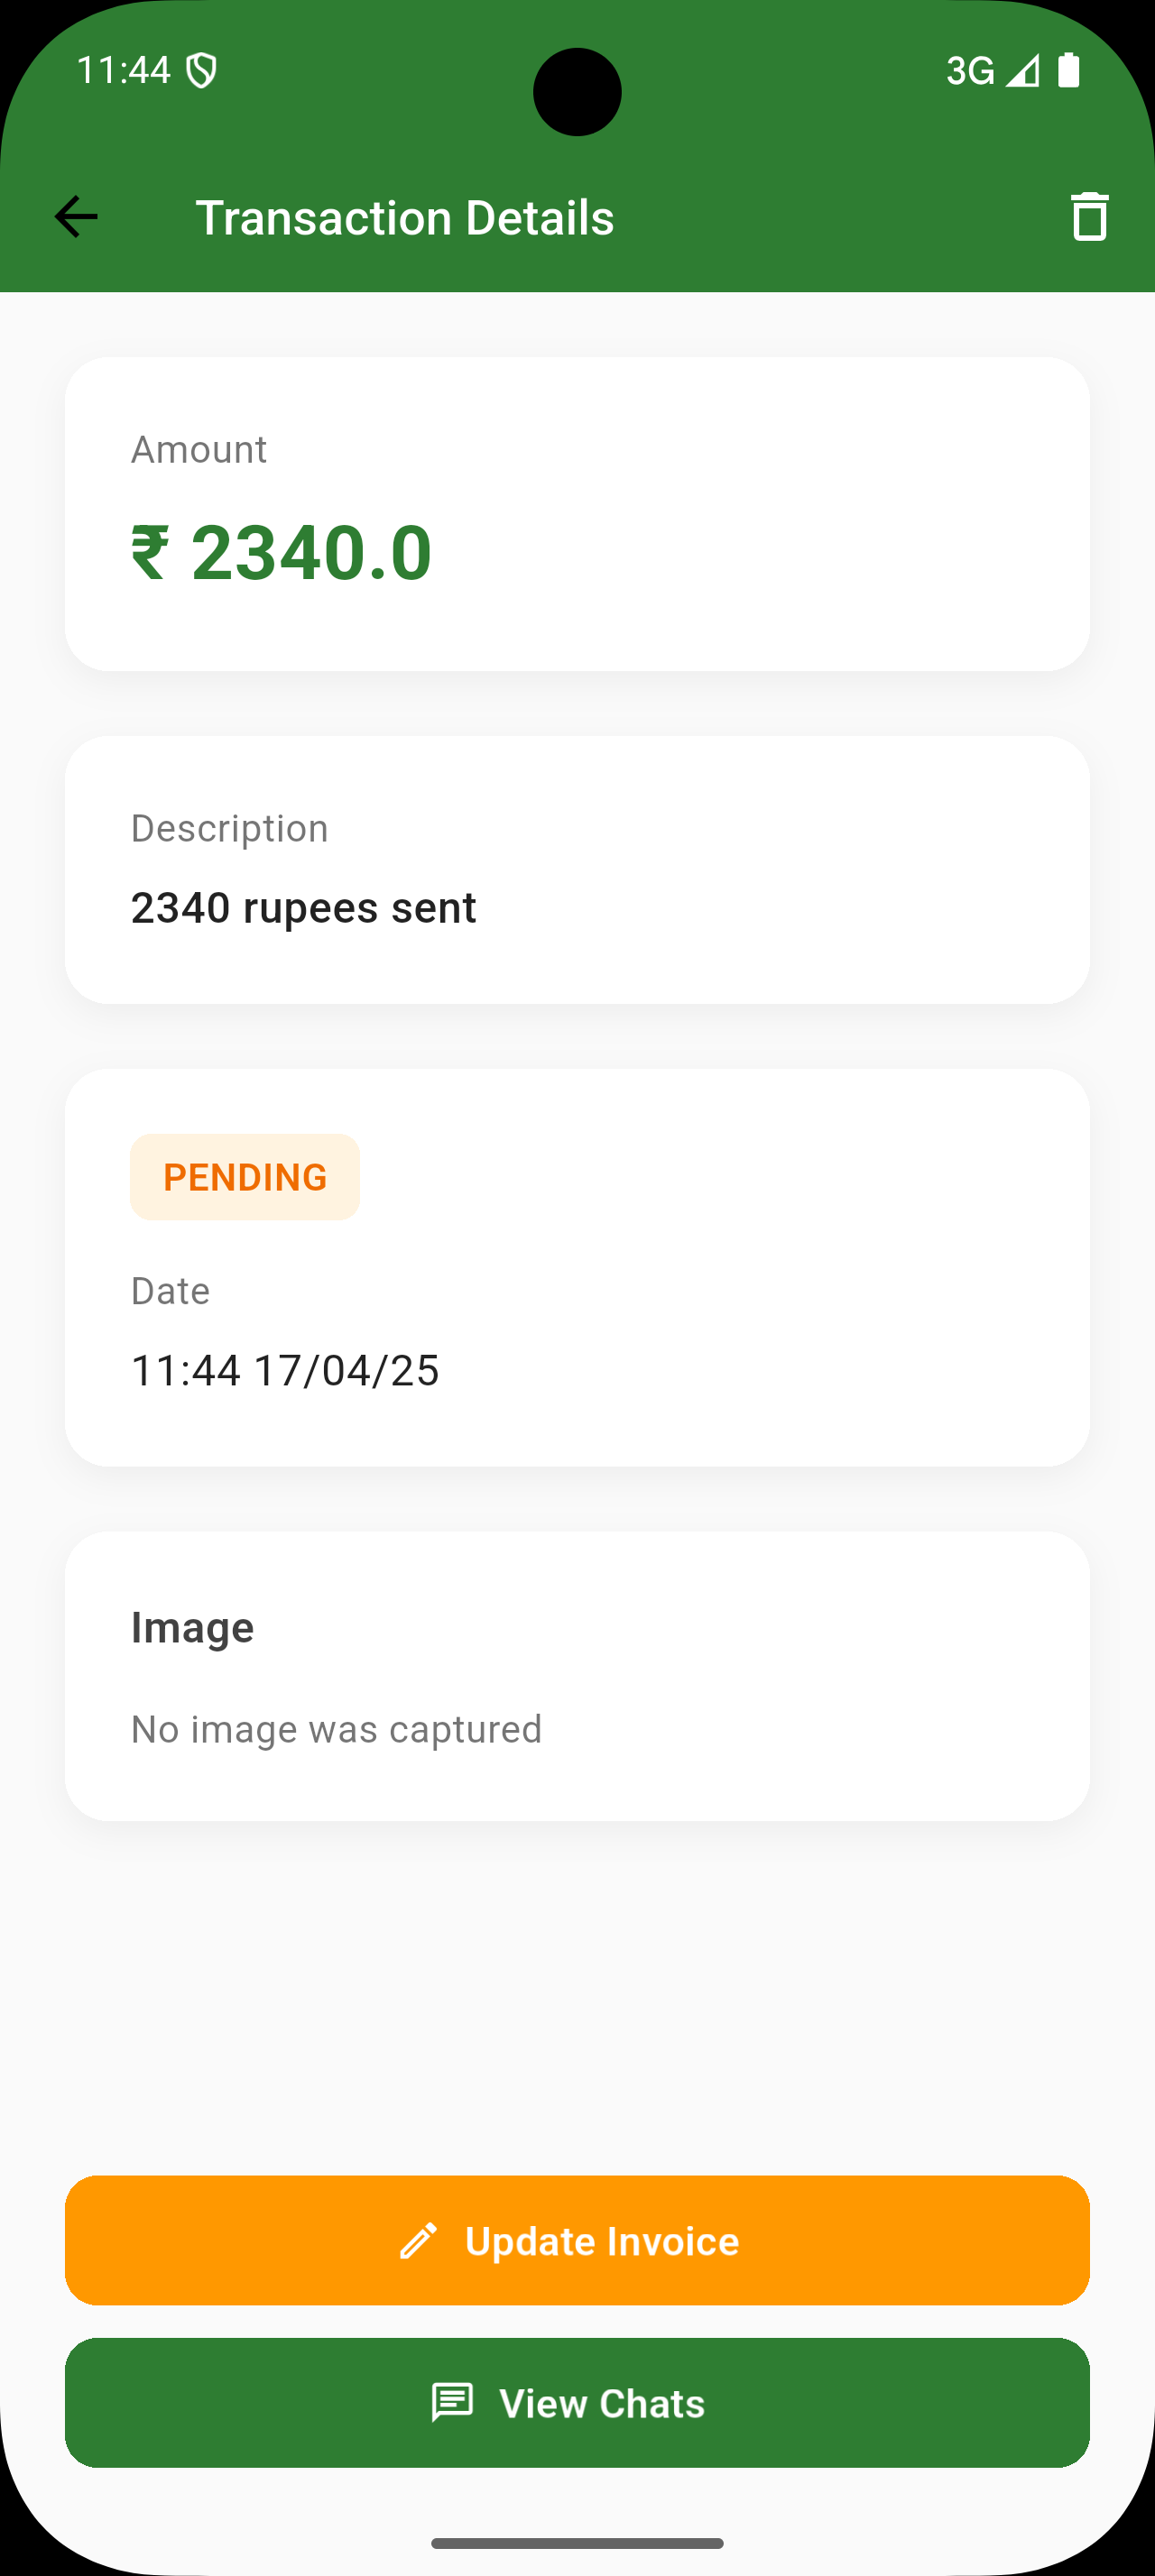 11:44
3G
Transaction Details
Amount
₹ 2340.0
Description
2340 rupees sent
PENDING
Date
11:44 17/04/25
Image
No image was captured
Update Invoice
View Chats